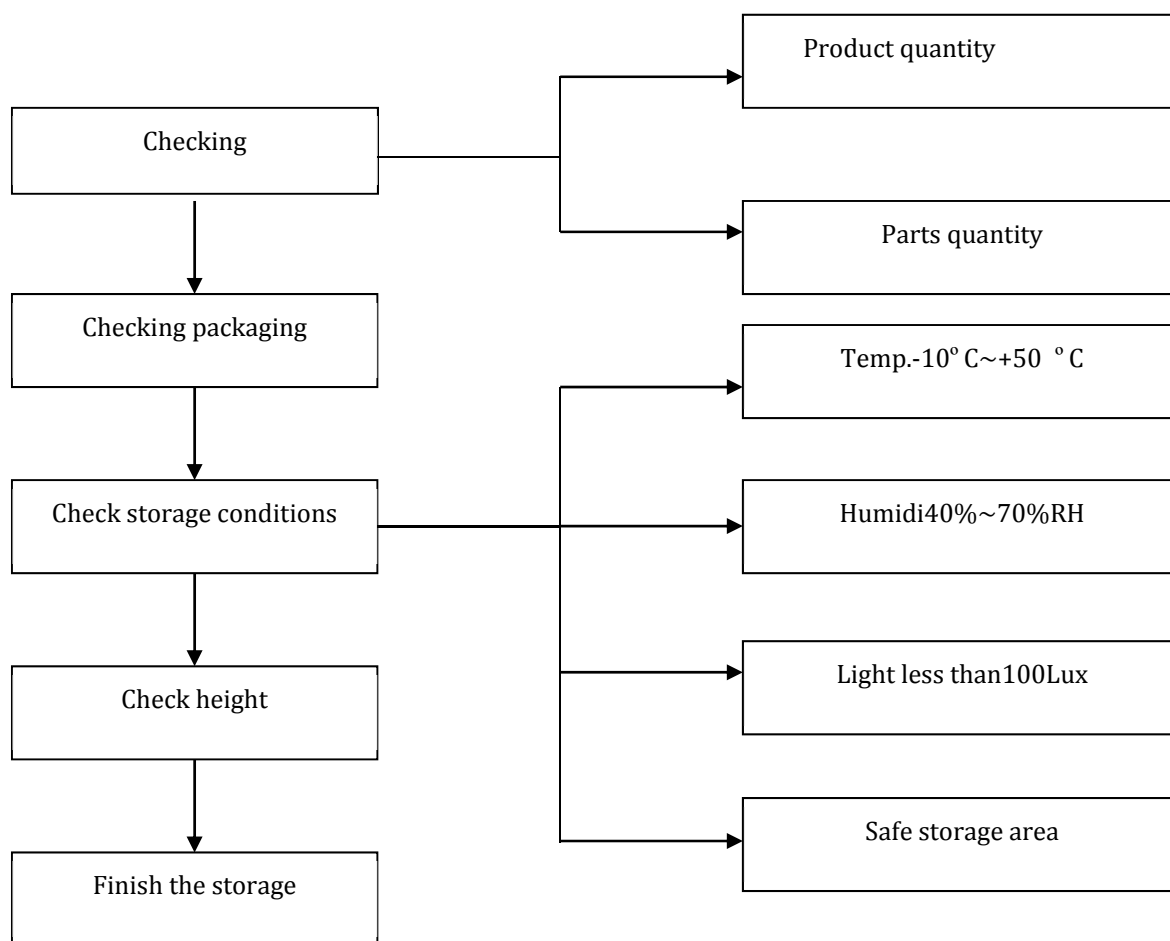 Product quantity
Checking
Parts quantity
Checking packaging
Temp.-10° C~+50 ° C
Check storage conditions
Humidi40%~70%RH
Check height
Light less than100Lux
Safe storage area
Finish the storage